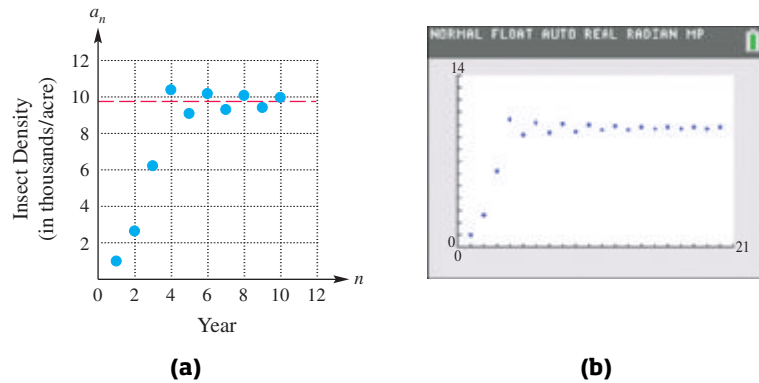 a_n
12
10
8
6
4
2
0 2 4 6 8 10 12
n
Insect Density
(in thousands/acre)
Year
(a)
NORMAL FLOAT AUTO REAL RADIAN MP
14
0
0
21
(b)